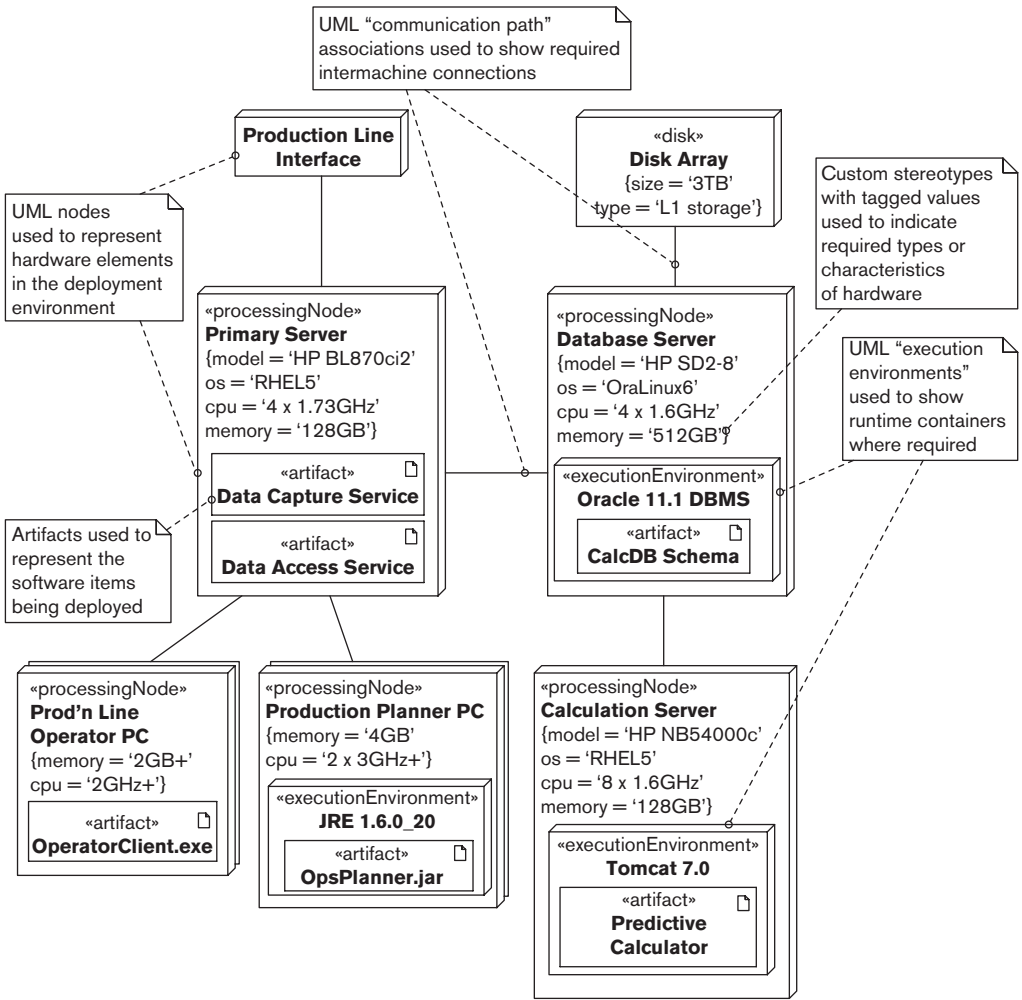 UML “communication path”
associations used to show required
intermachine connections
Production Line
Interface
«disk»
Disk Array
{size = ‘3TB’
type = ‘L1 storage’}
Custom stereotypes
with tagged values
used to indicate
required types or
characteristics
of hardware
UML nodes
used to represent
hardware elements
in the deployment
environment
«processingNode»
Primary Server
{model = ‘HP BL870ci2’
os = ‘RHEL5’
cpu = ‘4 x 1.73GHz’
memory = ‘128GB’}
«artifact»
Data Capture Service
«artifact»
Data Access Service
«processingNode»
Database Server
{model = ‘HP SD2-8’
os = ‘OraLinux6’
cpu = ‘4 x 1.6GHz’
memory = ‘512GB’}
«executionEnvironment»
Oracle 11.1 DBMS
«artifact»
CalcDB Schema
UML “execution
environments”
used to show
runtime containers
where required
Artifacts used to
represent the
software items
being deployed
«processingNode»
Prod’n Line
Operator PC
{memory = ‘2GB+’
cpu = ‘2GHz+’}
«artifact»
OperatorClient.exe
«processingNode»
Production Planner PC
{memory = ‘4GB’
cpu = ‘2 x 3GHz+’}
«executionEnvironment»
JRE 1.6.0_20
«artifact»
OpsPlanner.jar
«processingNode»
Calculation Server
{model = ‘HP NB54000c’
os = ‘RHEL5’
cpu = ‘8 x 1.6GHz’
memory = ‘128GB’}
«executionEnvironment»
Tomcat 7.0
«artifact»
Predictive
Calculator